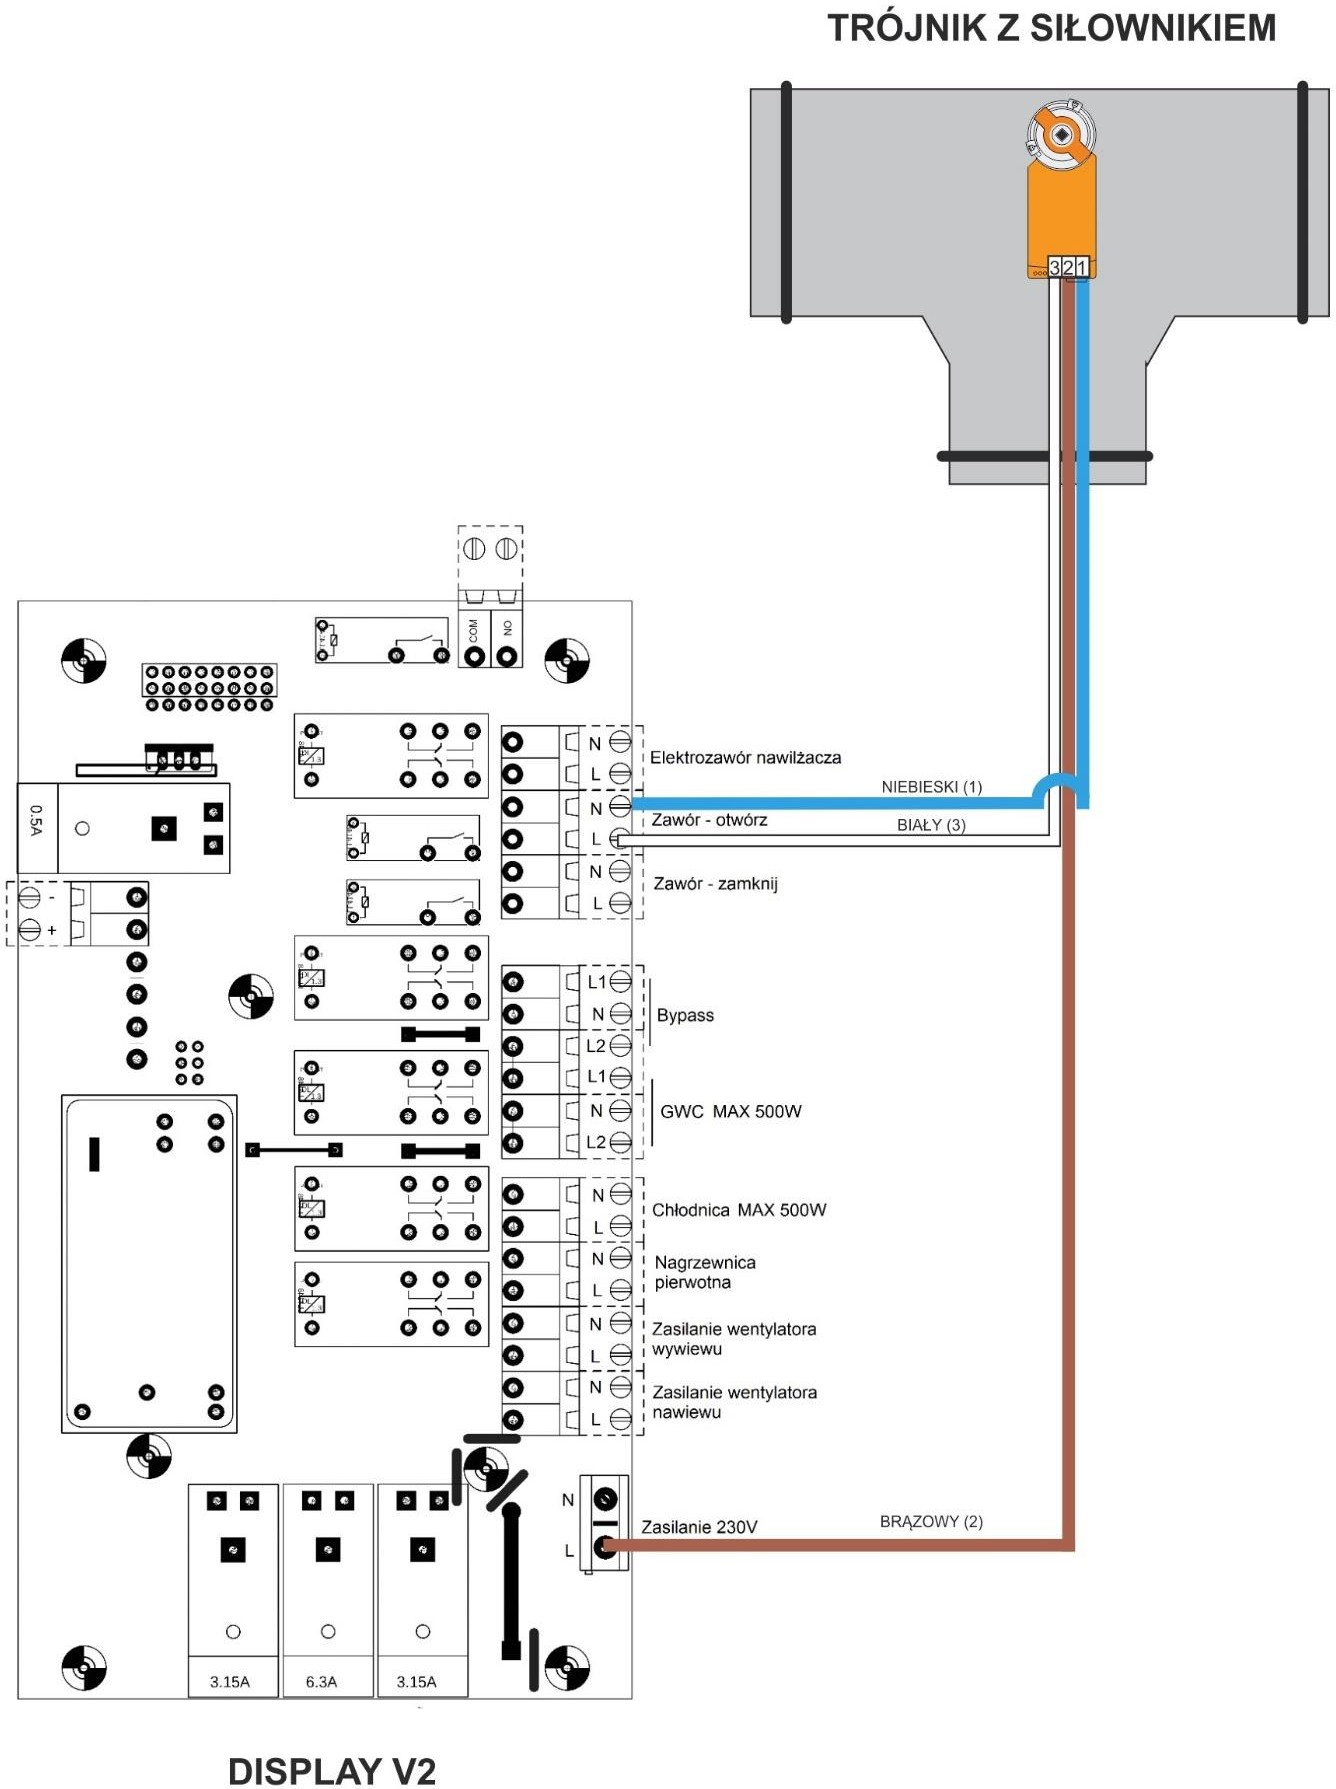 TRÓJNIK Z SIŁOWNIKIEM
3 2 1
COM
NO
N
Elektrozawór nawilżacza
L
NIEBIESKI (1)
N
Zawór - otwórz
BIAŁY (3)
L
N
Zawór - zamknij
L
0.5A
-
+
L1
N
Bypass
L2
L1
N
GWC MAX 500W
L2
N
Chłodnica MAX 500W
L
N
Nagrzewnica
pierwotna
L
N
Zasilanie wentylatora
wywiewu
L
N
Zasilanie wentylatora
nawiewu
L
N
Zasilanie 230V
BRĄZOWY (2)
L
3.15A
6.3A
3.15A
DISPLAY V2